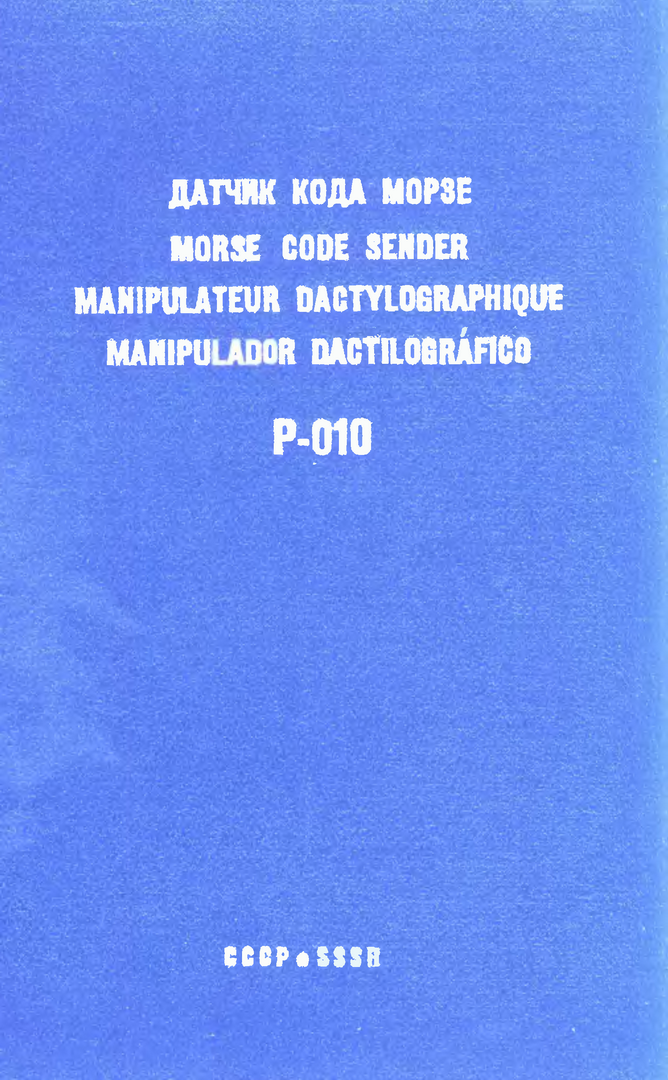 ДАТЧИК КОДА МОРЗЕ
MORSE CODE SENDER
MANIPULATEUR DACTYLOGRAPHIQUE
MANIPULADOR DACTILOGRÁFICO
P-010
СССР • SSSR